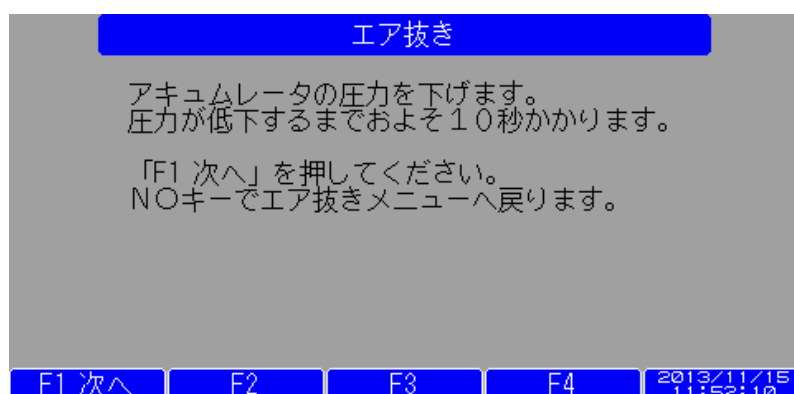 エア抜き
アキュムレータの圧力を下げます。
圧力が低下するまでおよそ１０秒かかります。
「F1 次へ」を押してください。
ＮＯキーでエア抜きメニューへ戻ります。
F1 次へ F2 F3 F4 2013/11/15
11:52:10